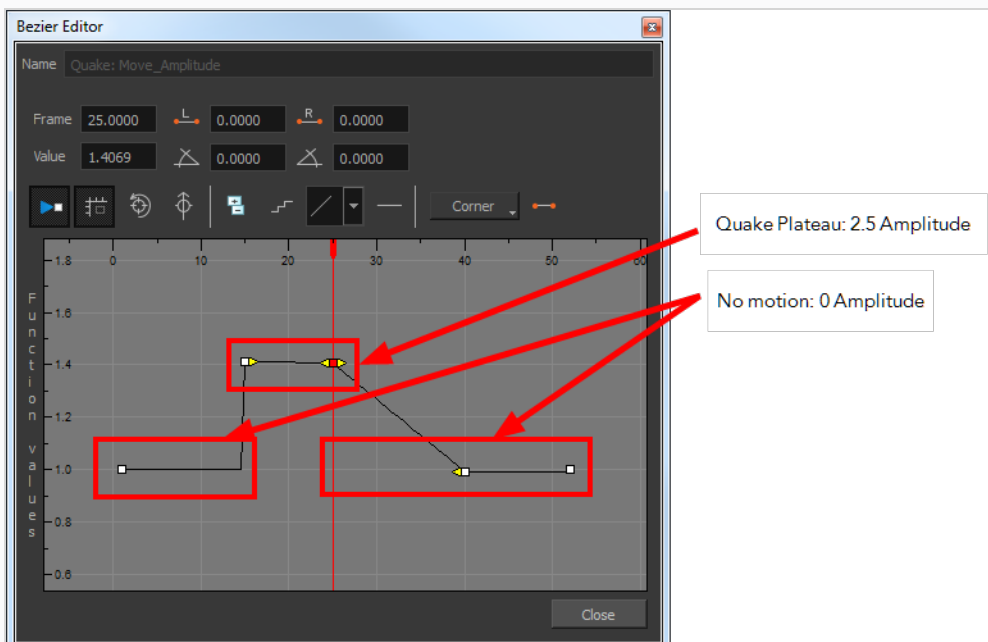 Bezier Editor
Name Quake: Move_Amplitude
Frame 25.0000 L 0.0000 R 0.0000
Value 1.4069 0.0000 0.0000
Corner
Quake Plateau: 2.5 Amplitude
No motion: 0 Amplitude
0 10 20 30 40 50 60
1.8
1.6
1.4
1.2
1.0
0.8
0.6
Function values
Close